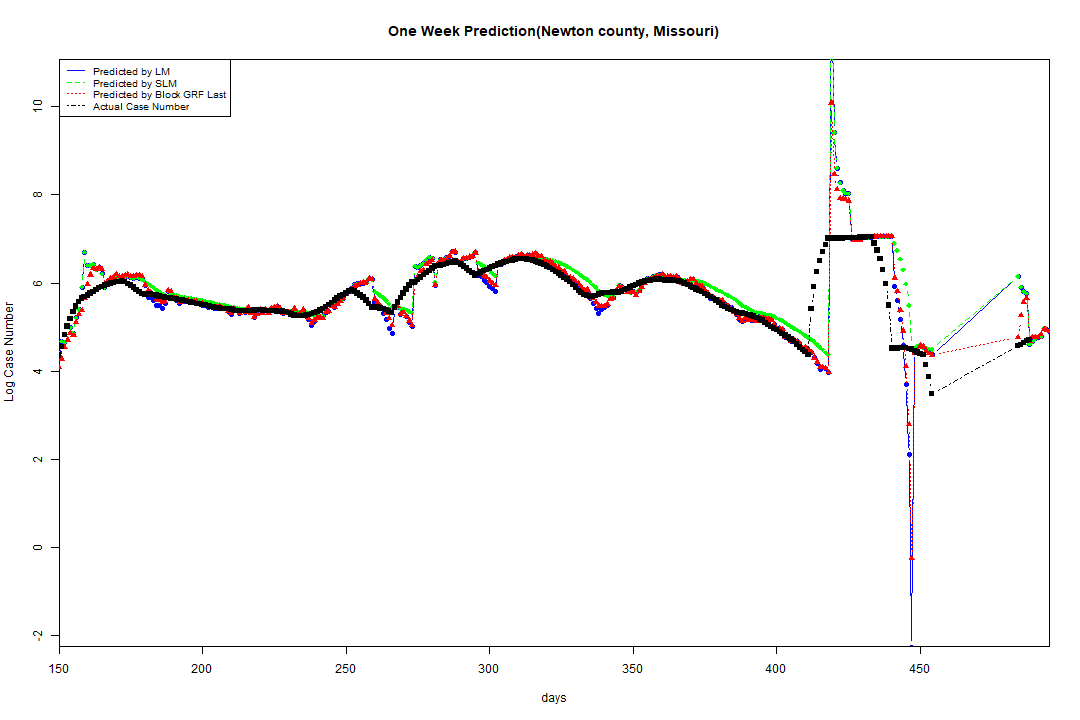 One Week Prediction(Newton county, Missouri)
Predicted by LM
Predicted by SLM
Predicted by Block GRF Last
Actual Case Number
Log Case Number
10
8
6
4
2
0
-2
150 200 250 300 350 400 450
days